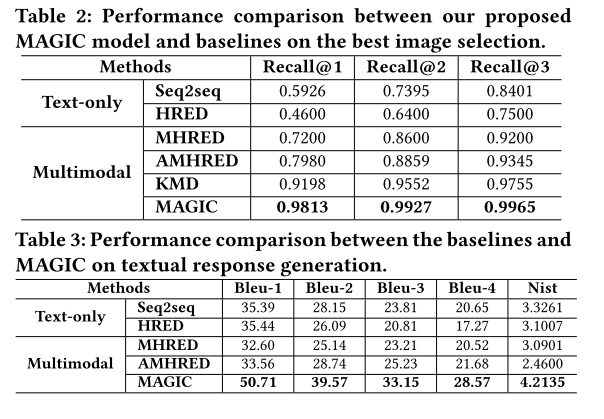 Table 2: Performance comparison between our proposed
MAGIC model and baselines on the best image selection.
Methods Recall@1 Recall@2 Recall@3
Text-only Seq2seq 0.5926 0.7395 0.8401
HRED 0.4600 0.6400 0.7500
Multimodal MHRED 0.7200 0.8600 0.9200
AMHRED 0.7980 0.8859 0.9345
KMD 0.9198 0.9552 0.9755
MAGIC 0.9813 0.9927 0.9965
Table 3: Performance comparison between the baselines and
MAGIC on textual response generation.
Methods Bleu-1 Bleu-2 Bleu-3 Bleu-4 Nist
Text-only Seq2seq 35.39 28.15 23.81 20.65 3.3261
HRED 35.44 26.09 20.81 17.27 3.1007
Multimodal MHRED 32.60 25.14 23.21 20.52 3.0901
AMHRED 33.56 28.74 25.23 21.68 2.4600
MAGIC 50.71 39.57 33.15 28.57 4.2135